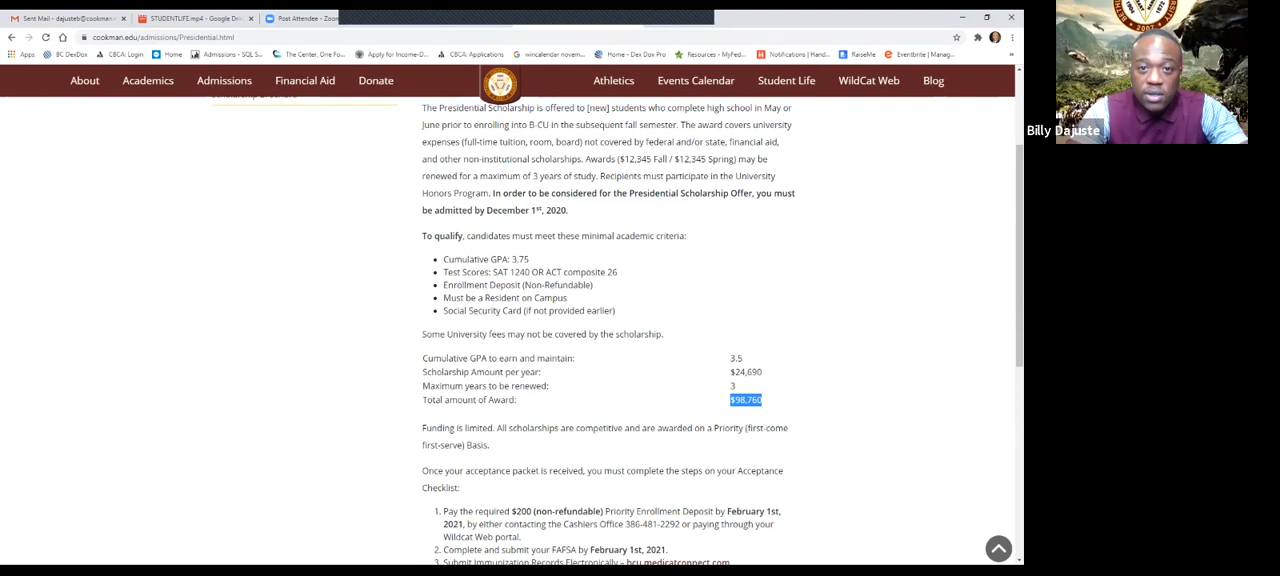 Sent Mail - dajusteb@cookman.edu
STUDENTLIFE.mp4 - Google Dri
Post Attendee - Zoom
cookman.edu/admissions/Presidential.html
Apps BC DexDox CBCA: Login Home Admissions - SQL S... The Center, One Fo... Apply for Income-D... CBCA: Applications wincalendar novem... Home - Dex Dox Pro Resources - MyFed... Notifications | Hand... RaiseMe Eventbrite | Manag... »
About Academics Admissions Financial Aid Donate Athletics Events Calendar Student Life WildCat Web Blog
The Presidential Scholarship is offered to [new] students who complete high school in May or
June prior to enrolling into B-CU in the subsequent fall semester. The award covers university
expenses (full-time tuition, room, board) not covered by federal and/or state, financial aid,
and other non-institutional scholarships. Awards ($12,345 Fall / $12,345 Spring) may be
renewed for a maximum of 3 years of study. Recipients must participate in the University
Honors Program. In order to be considered for the Presidential Scholarship Offer, you must
be admitted by December 1st, 2020.
To qualify, candidates must meet these minimal academic criteria:
• Cumulative GPA: 3.75
• Test Scores: SAT 1240 OR ACT composite 26
• Enrollment Deposit (Non-Refundable)
• Must be a Resident on Campus
• Social Security Card (if not provided earlier)
Some University fees may not be covered by the scholarship.
Cumulative GPA to earn and maintain: 3.5
Scholarship Amount per year: $24,690
Maximum years to be renewed: 3
Total amount of Award: $98,760
Funding is limited. All scholarships are competitive and are awarded on a Priority (first-come
first-serve) Basis.
Once your acceptance packet is received, you must complete the steps on your Acceptance
Checklist:
1. Pay the required $200 (non-refundable) Priority Enrollment Deposit by February 1st,
2021, by either contacting the Cashiers Office 386-481-2292 or paying through your
Wildcat Web portal.
2. Complete and submit your FAFSA by February 1st, 2021.
3. Submit Immunization Records Electronically – bcu.medicatconnect.com
Billy Dajuste
1904
1972
2007